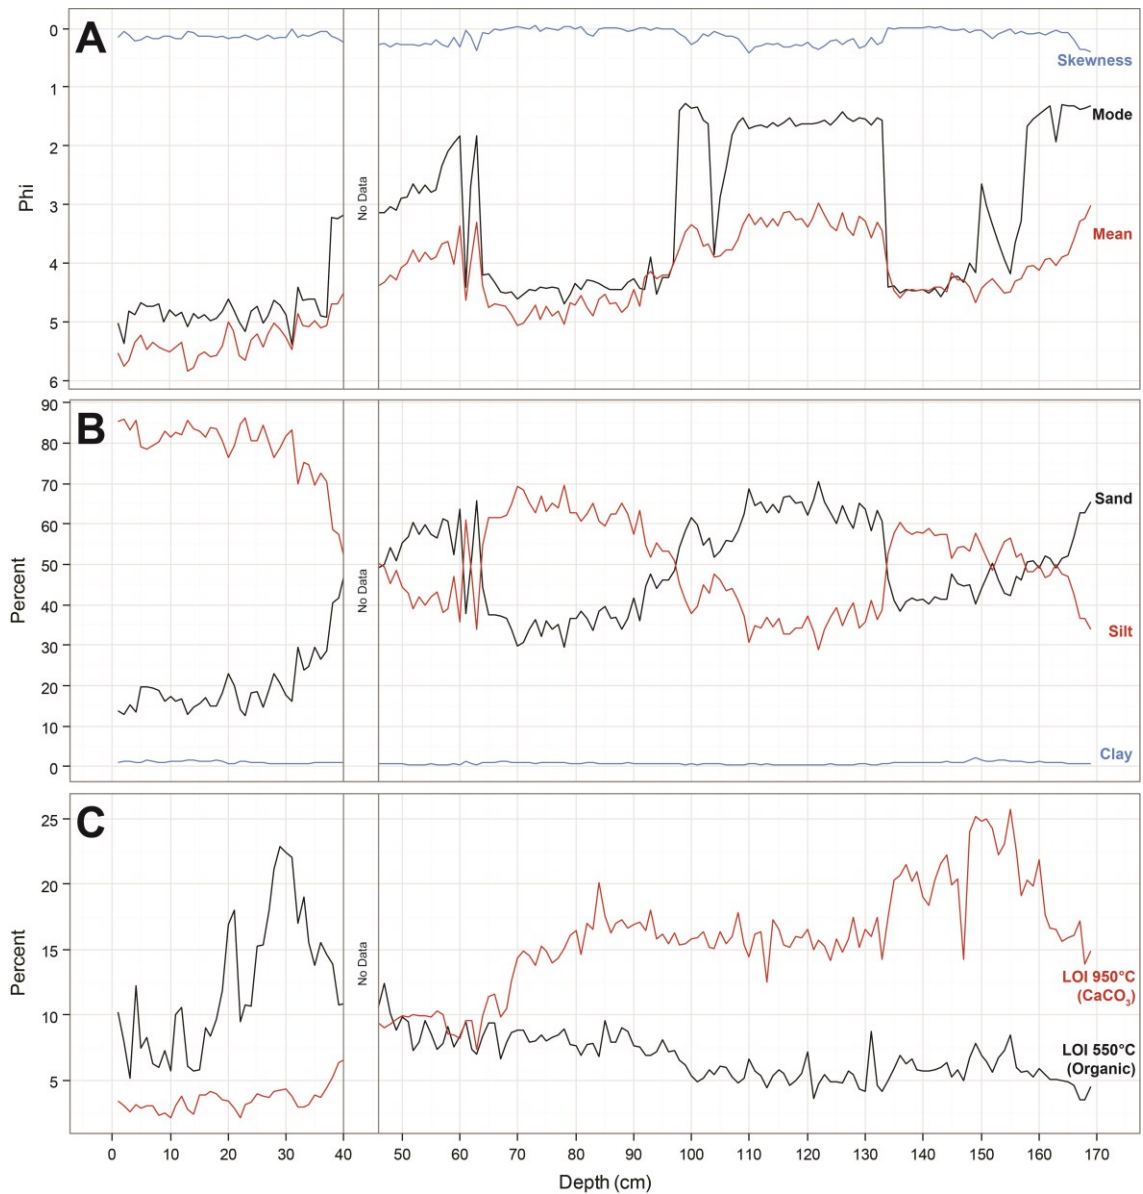 A
0
1
2
3
4
5
6
Phi
No Data
Skewness
Mode
Mean
B
90
80
70
60
50
40
30
20
10
0
Percent
No Data
Sand
Silt
Clay
C
25
20
15
10
5
Percent
No Data
LOI 950°C
(CaCO₃)
LOI 550°C
(Organic)
0 10 20 30 40 50 60 70 80 90 100 110 120 130 140 150 160 170
Depth (cm)